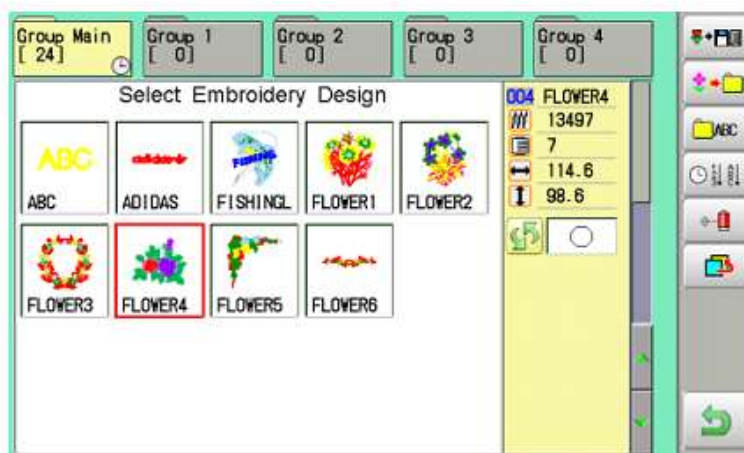 Group Main
[ 24]
Group 1
[ 0]
Group 2
[ 0]
Group 3
[ 0]
Group 4
[ 0]
Select Embroidery Design
004 FLOWER4
13497
7
114.6
98.6
ABC
ABC
ADIDAS
FISHING
FISHINGL
FLOWER1
FLOWER2
FLOWER3
FLOWER4
FLOWER5
FLOWER6
ABC